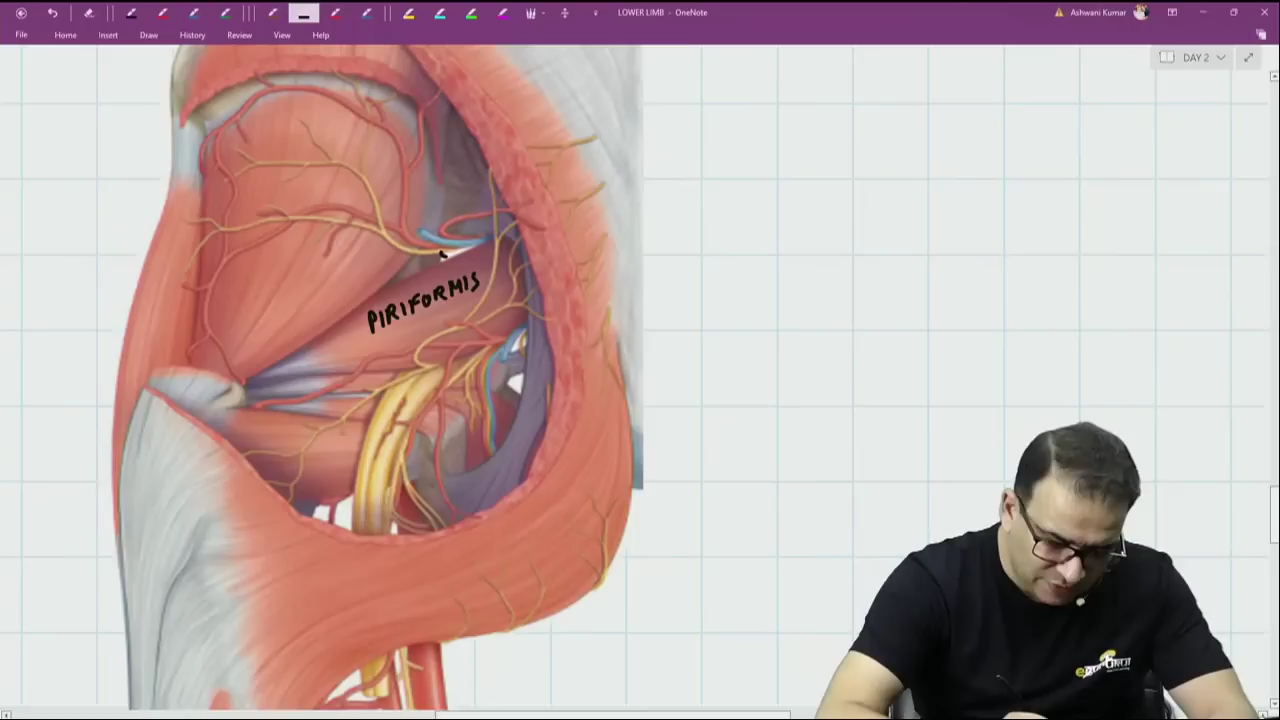 LOWER LIMB - OneNote
Ashwani Kumar
File Home Insert Draw History Review View Help
DAY 2
PIRIFORMIS